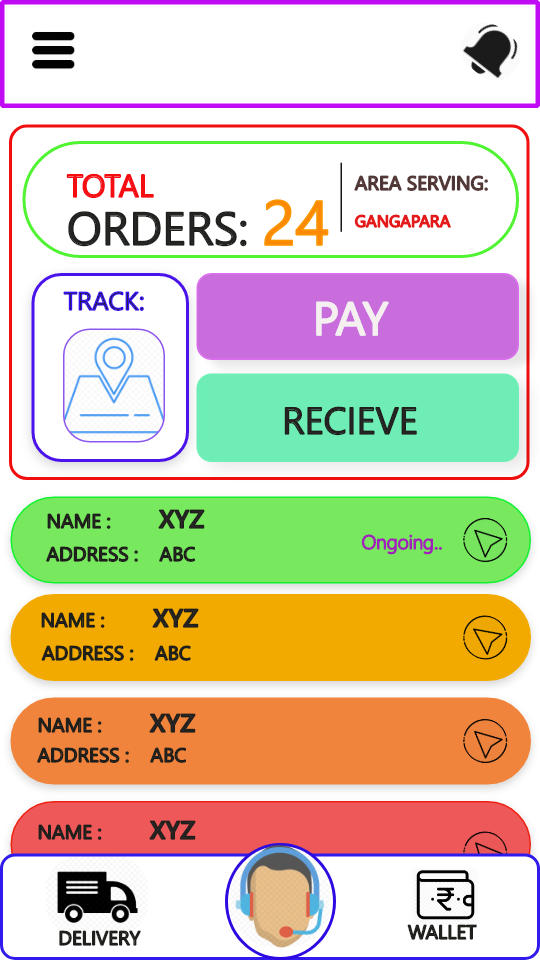 TOTAL
ORDERS: 24
AREA SERVING:
GANGAPARA
TRACK:
PAY
RECIEVE
NAME : XYZ
ADDRESS : ABC
Ongoing..
NAME : XYZ
ADDRESS : ABC
NAME : XYZ
ADDRESS : ABC
NAME : XYZ
₹
DELIVERY
WALLET